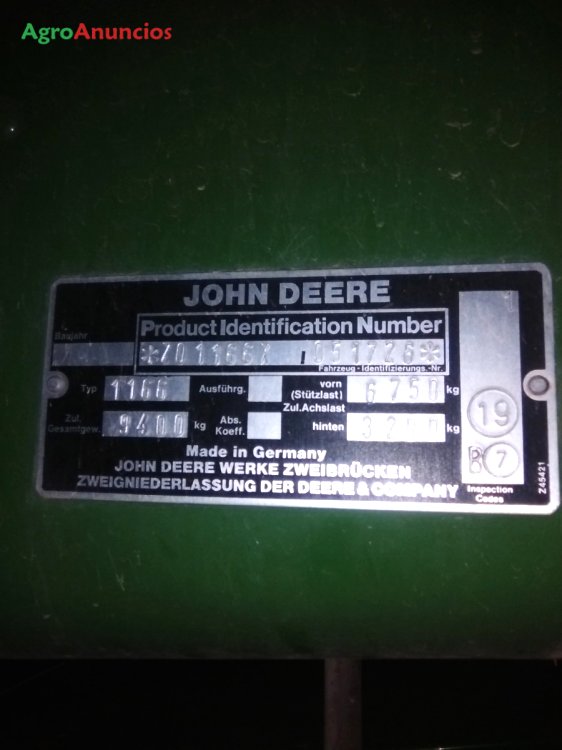 AgroAnuncios
JOHN DEERE
Product Identification Number
Baujahr
051726*
Fahrzeug - Identifizierungs.-Nr.
Typ 1166 Ausführg. vorn (Stützlast) 6750 kg
Zul. Achslast
Zul. Gesamtgew. 9400 kg Abs. Koeff. hinten kg
19
B 7
Made in Germany
JOHN DEERE WERKE ZWEIBRÜCKEN
ZWEIGNIEDERLASSUNG DER DEERE & COMPANY
Inspection Codes
Z45421